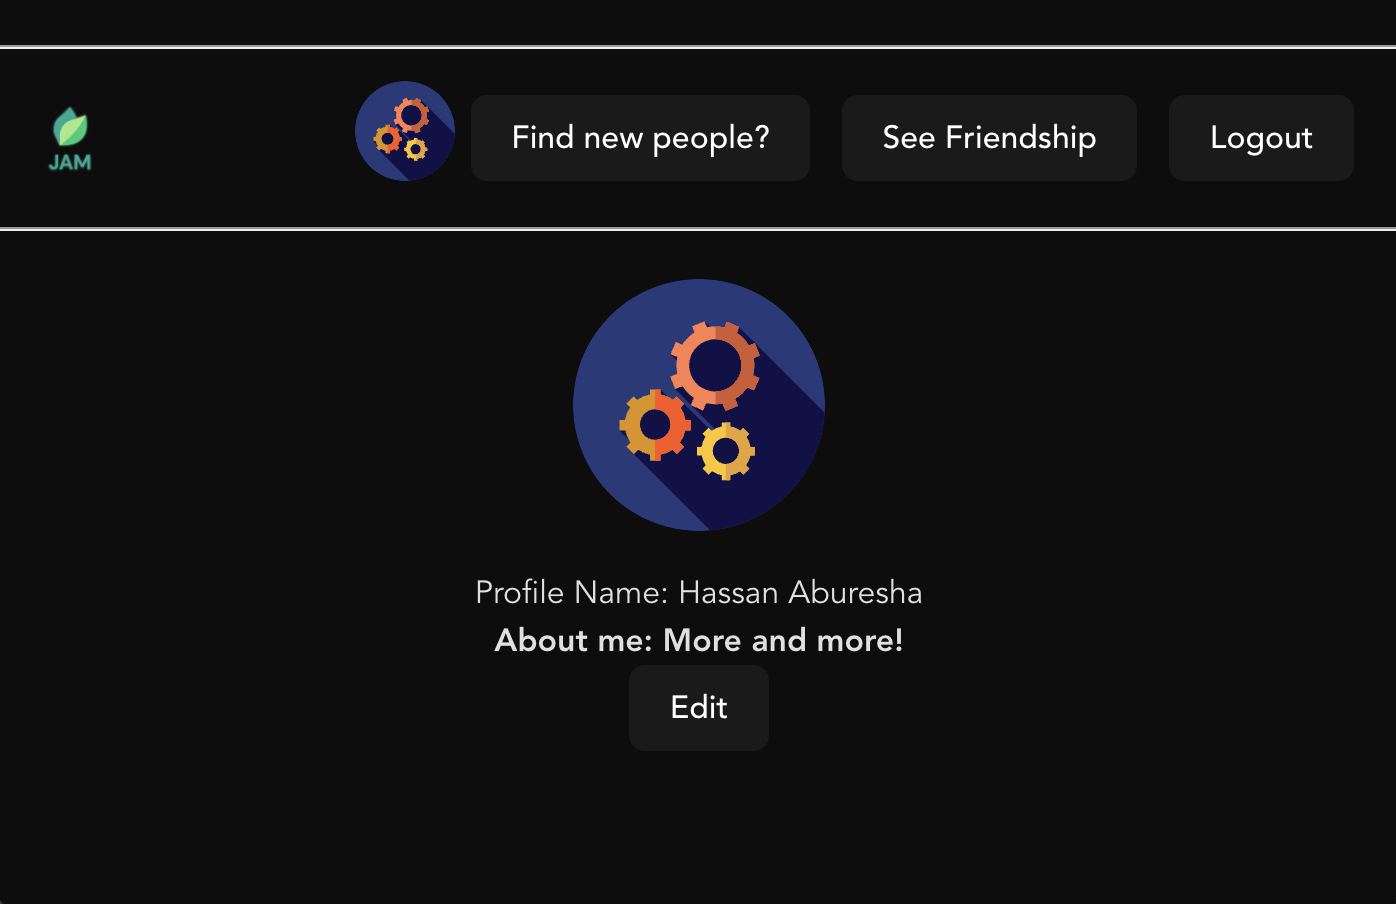 JAM
Find new people?
See Friendship
Logout
Profile Name: Hassan Aburesha
About me: More and more!
Edit